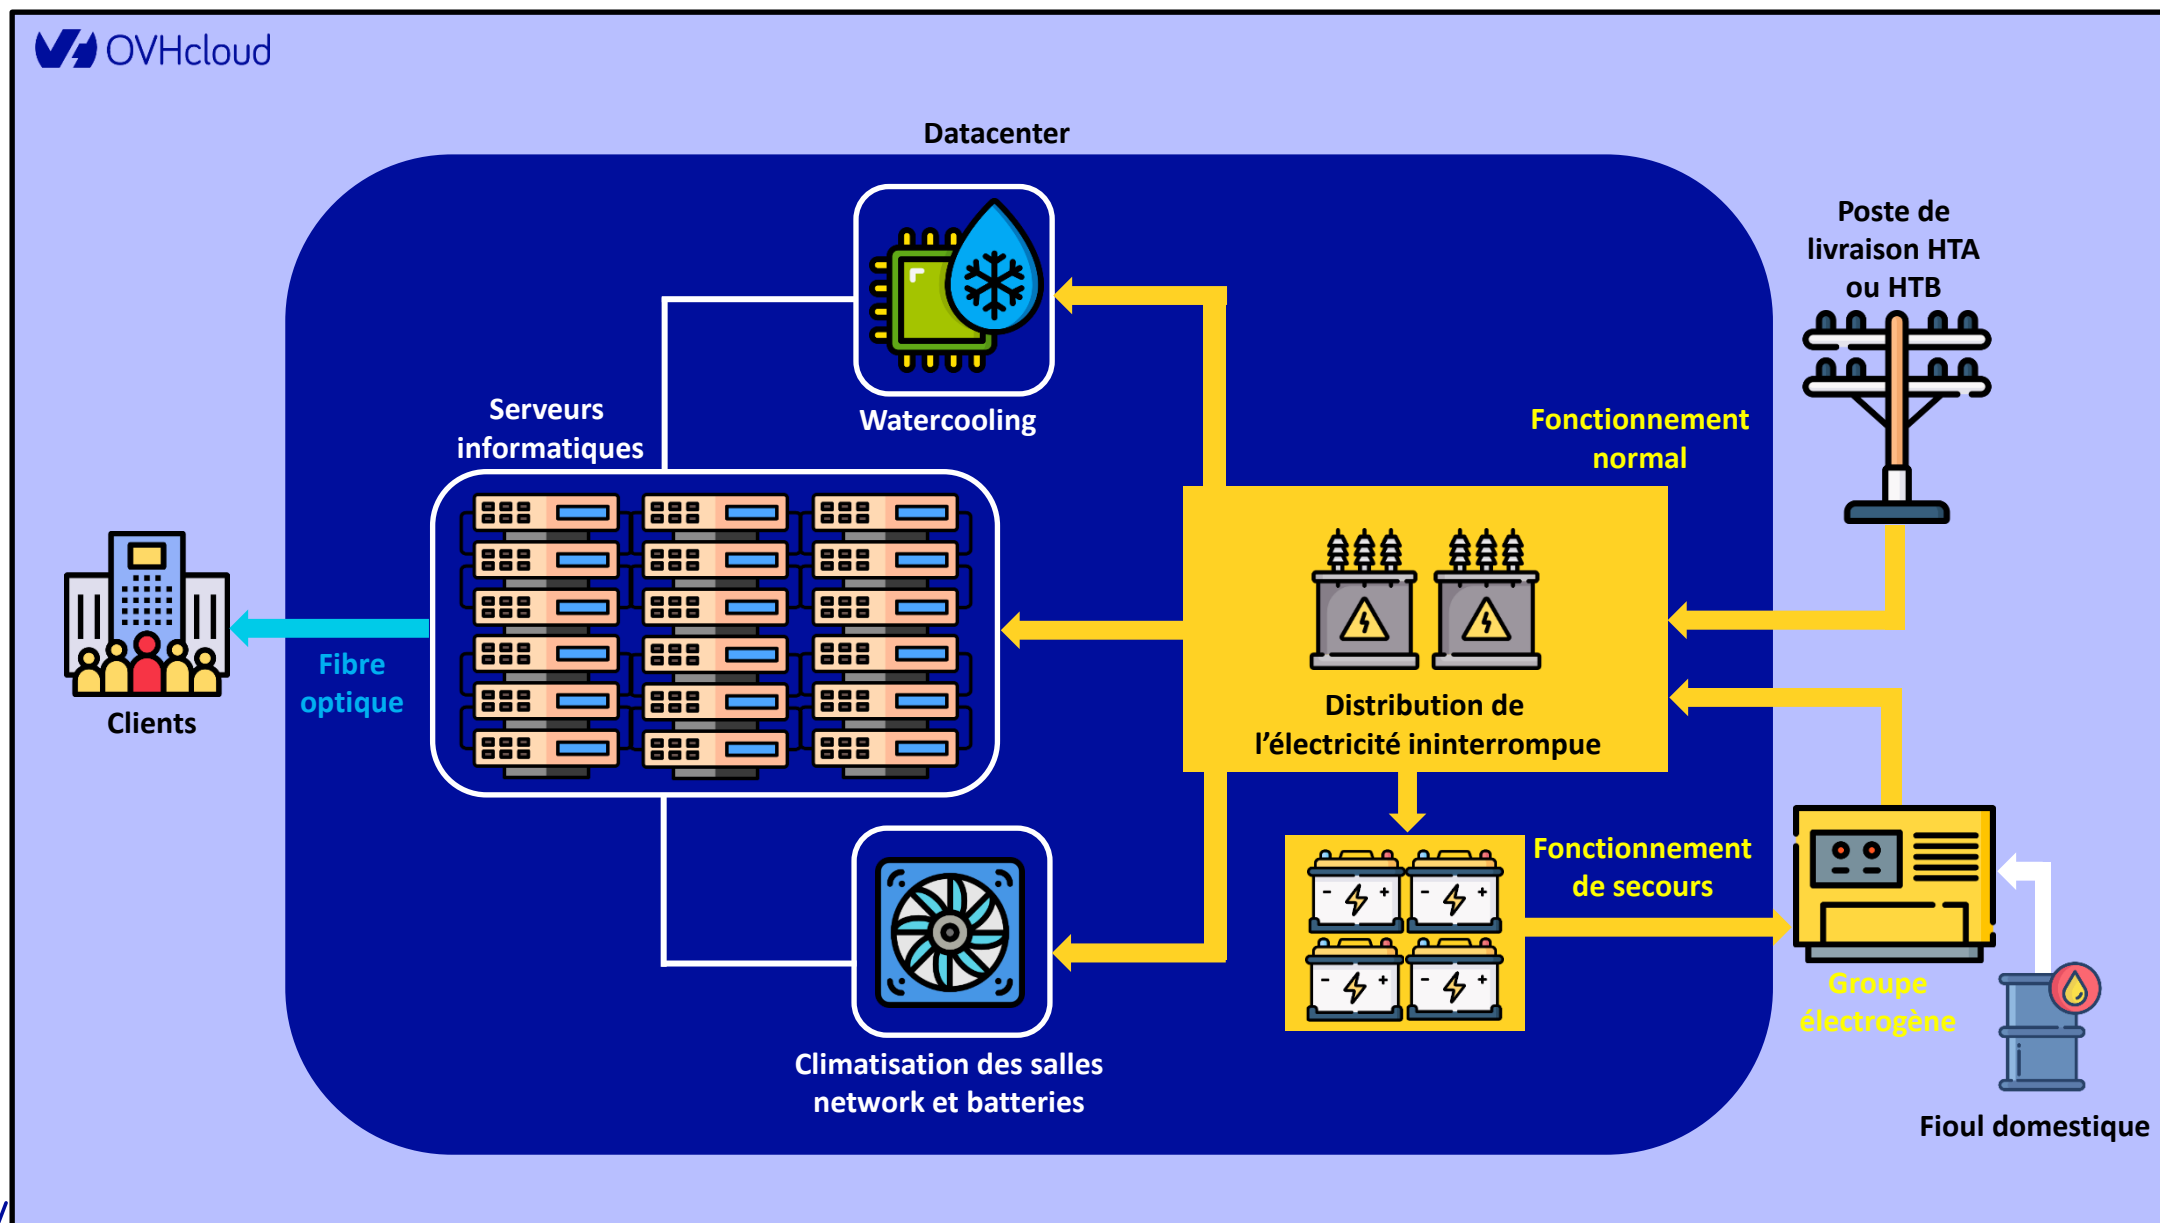 OVHcloud
Datacenter
Poste de
livraison HTA
ou HTB
Serveurs
informatiques
Watercooling
Fonctionnement
normal
Fibre
optique
Clients
Distribution de
l'électricité ininterrompue
Fonctionnement
de secours
Groupe
électrogène
Climatisation des salles
network et batteries
Fioul domestique